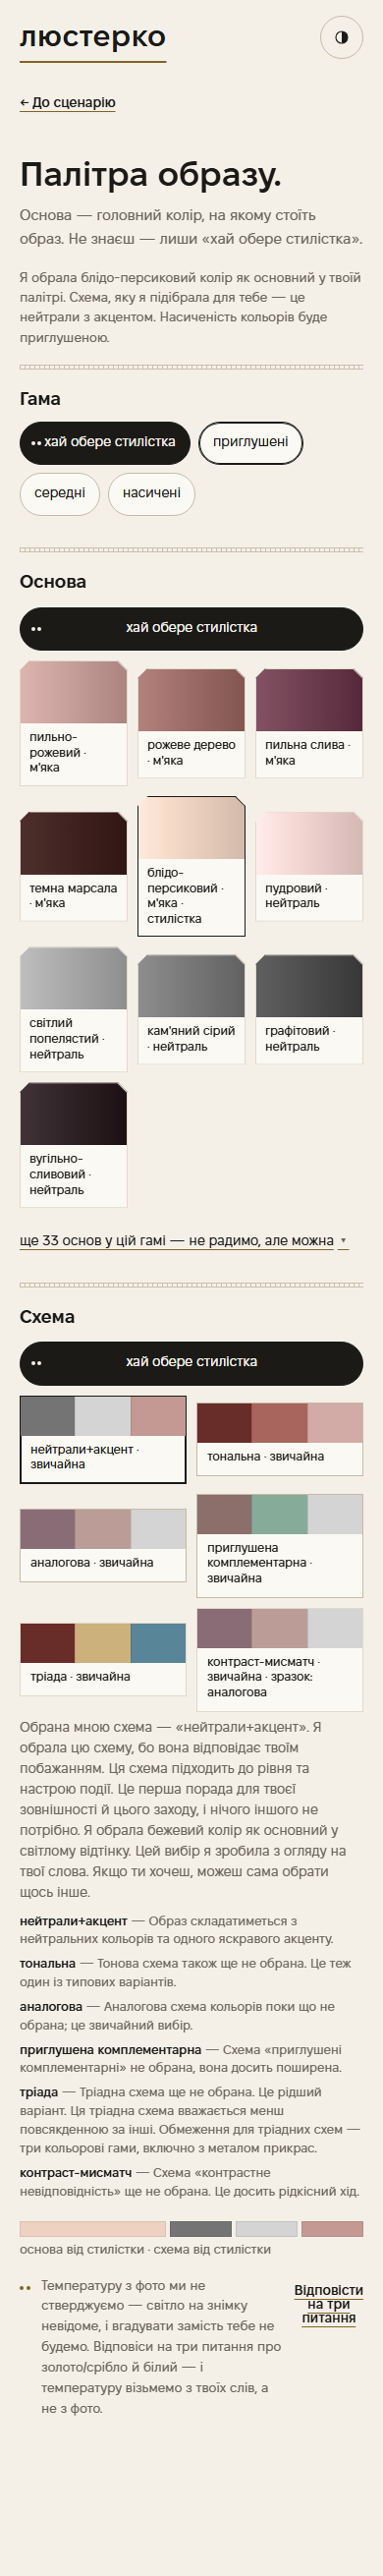 люстерко
← До сценарію
Палітра образу.
Основа — головний колір, на якому стоїть
образ. Не знаєш — лиши «хай обере стилістка».
Я обрала блідо-персиковий колір як основний у твоїй
палітрі. Схема, яку я підібрала для тебе — це
нейтрали з акцентом. Насиченість кольорів буде
приглушеною.
Гама
хай обере стилістка
приглушені
середні
насичені
Основа
хай обере стилістка
пильно-
рожевий ·
м'яка
рожеве дерево
· м'яка
пильна слива ·
м'яка
темна марсала
· м'яка
блідо-
персиковий ·
м'яка ·
стилістка
пудровий ·
нейтраль
світлий
попелястий ·
нейтраль
кам'яний сірий
· нейтраль
графітовий ·
нейтраль
вугільно-
сливовий ·
нейтраль
ще 33 основ у цій гамі — не радимо, але можна ▾
Схема
хай обере стилістка
нейтрали+акцент ·
звичайна
тональна · звичайна
аналогова · звичайна
приглушена
комплементарна ·
звичайна
тріада · звичайна
контраст-мисматч ·
звичайна · зразок:
аналогова
Обрана мною схема — «нейтрали+акцент». Я
обрала цю схему, бо вона відповідає твоїм
побажанням. Ця схема підходить до рівня та
настрою події. Це перша порада для твоєї
зовнішності й цього заходу, і нічого іншого не
потрібно. Я обрала бежевий колір як основний у
світлому відтінку. Цей вибір я зробила з огляду на
твої слова. Якщо ти хочеш, можеш сама обрати
щось інше.
нейтрали+акцент — Образ складатиметься з
нейтральних кольорів та одного яскравого акценту.
тональна — Тонова схема також ще не обрана. Це теж
один із типових варіантів.
аналогова — Аналогова схема кольорів поки що не
обрана; це звичайний вибір.
приглушена комплементарна — Схема «приглушені
комплементарні» не обрана, вона досить поширена.
тріада — Тріадна схема ще не обрана. Це рідший
варіант. Ця тріадна схема вважається менш
повсякденною за інші. Обмеження для тріадних схем —
три кольорові гами, включно з металом прикрас.
контраст-мисматч — Схема «контрастне
невідповідність» ще не обрана. Це досить рідкісний хід.
основа від стилістки · схема від стилістки
Температуру з фото ми не
стверджуємо — світло на знімку
невідоме, і вгадувати замість тебе не
будемо. Відповіси на три питання про
золото/срібло й білий — і
температуру візьмемо з твоїх слів, а
не з фото.
Відповісти
на три
питання